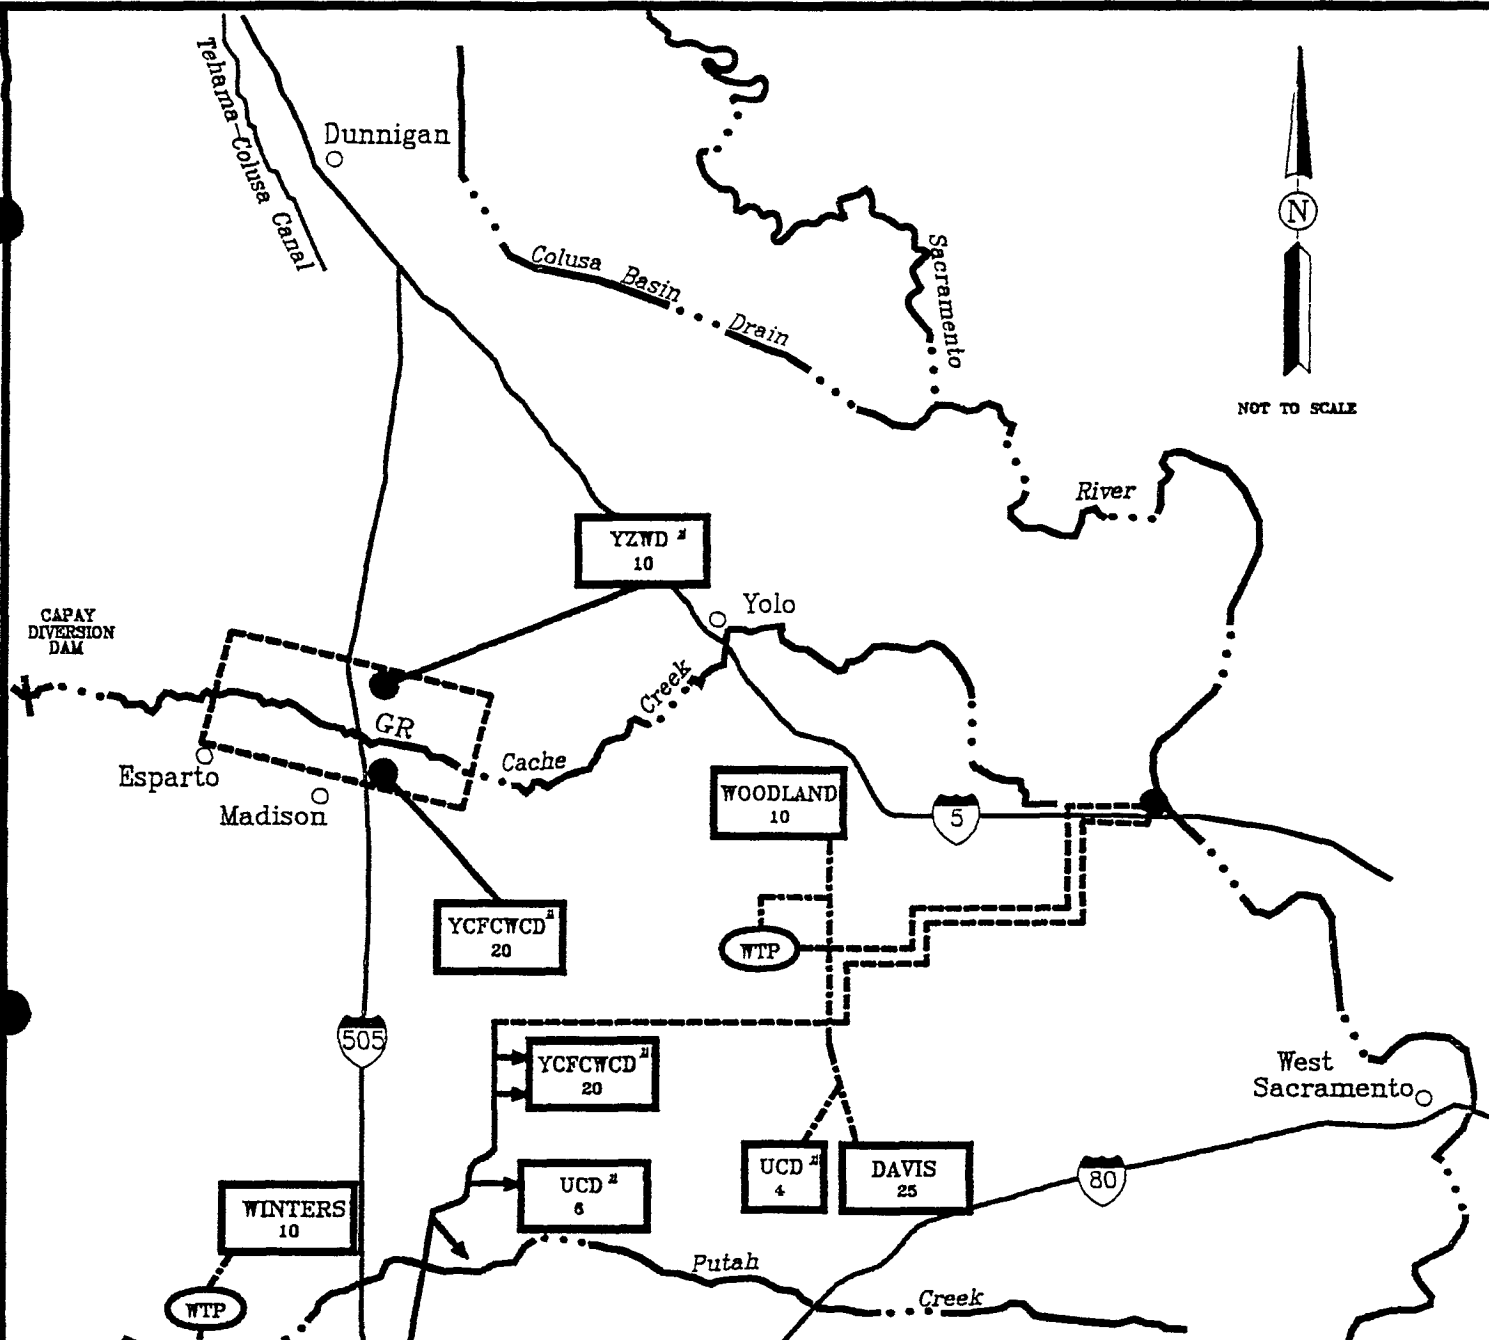 Tehama-Colusa Canal
Dunnigan
Colusa Basin Drain
Sacramento
River
N
NOT TO SCALE
YZWD
10
Yolo
CAPAY
DIVERSION
DAM
Creek
GR
Cache
Esparto
Madison
WOODLAND
10
5
YCFCWCD
20
WTP
505
YCFCWCD
20
West
Sacramento
UCD
4
DAVIS
25
80
UCD
6
WINTERS
10
Putah
Creek
WTP